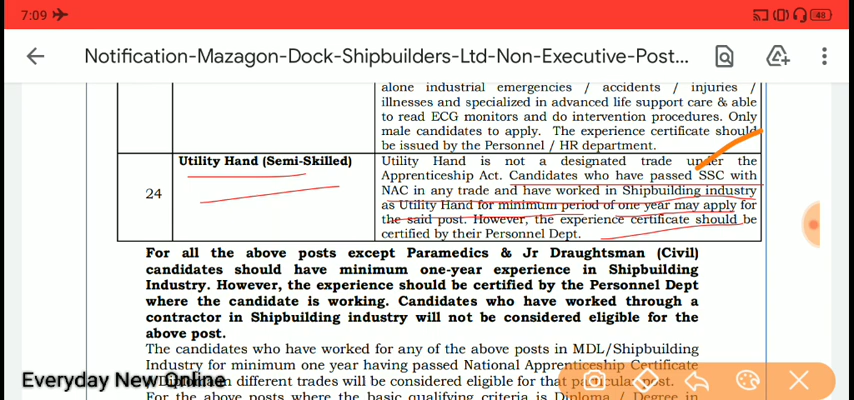 7:09
48
Notification-Mazagon-Dock-Shipbuilders-Ltd-Non-Executive-Post...
alone industrial emergencies / accidents / injuries /
illnesses and specialized in advanced life support care & able
to read ECG monitors and do intervention procedures. Only
male candidates to apply. The experience certificate should
be issued by the Personnel / HR department.
24
Utility Hand (Semi-Skilled)
Utility Hand is not a designated trade under the
Apprenticeship Act. Candidates who have passed SSC with
NAC in any trade and have worked in Shipbuilding industry
as Utility Hand for minimum period of one year may apply for
the said post. However, the experience certificate should be
certified by their Personnel Dept.
For all the above posts except Paramedics & Jr Draughtsman (Civil)
candidates should have minimum one-year experience in Shipbuilding
Industry. However, the experience should be certified by the Personnel Dept
where the candidate is working. Candidates who have worked through a
contractor in Shipbuilding industry will not be considered eligible for the
above post.
The candidates who have worked for any of the above posts in MDL/Shipbuilding
Industry for minimum one year having passed National Apprenticeship Certificate
in different trades will be considered eligible for that particular post.
For the above posts where the basic qualifying criteria is Diploma / Degree in
Everyday New Online